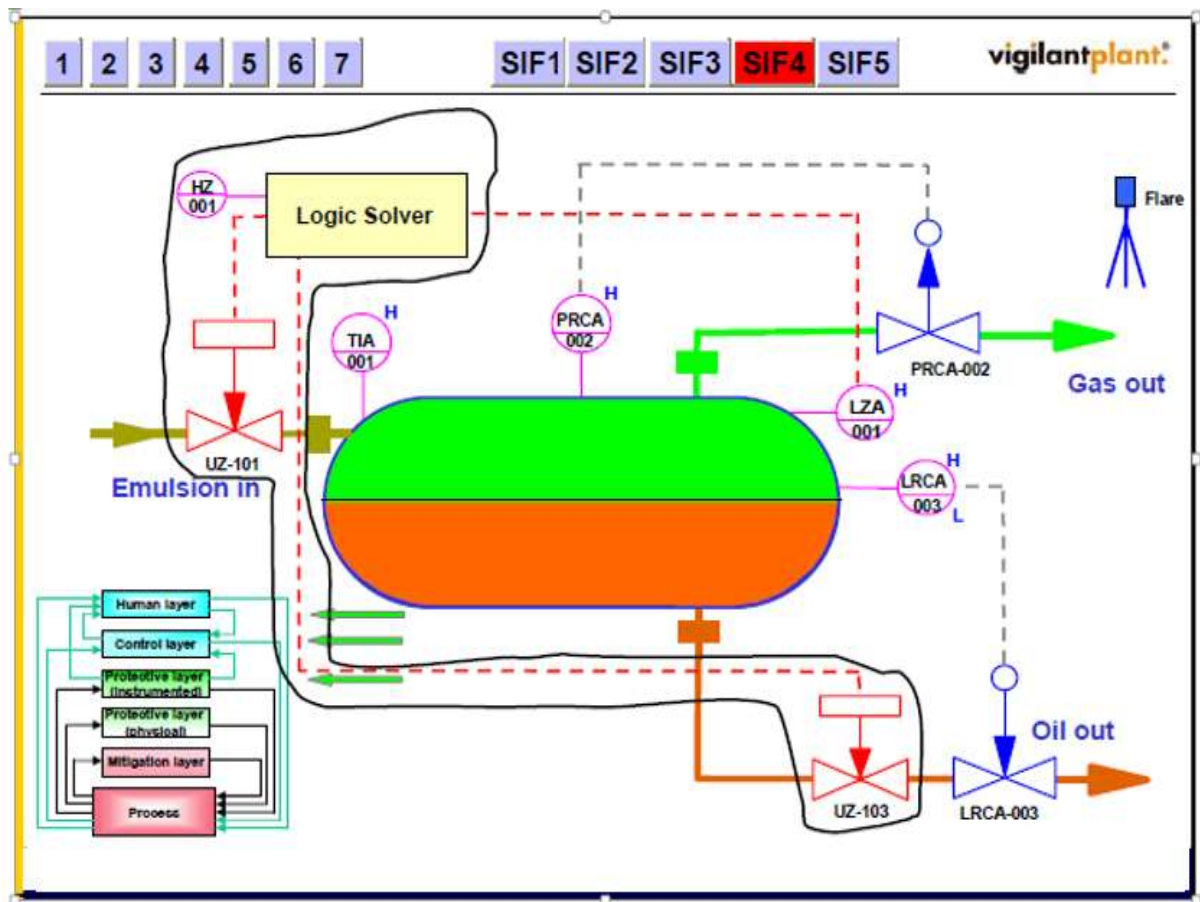 1 2 3 4 5 6 7 SIF1 SIF2 SIF3 SIF4 SIF5 vigilantplant.®
HZ
001
Logic Solver
Flare
H
TIA
001
H
PRCA
002
PRCA-002
Gas out
H
LZA
001
UZ-101
Emulsion in
H
LRCA
003
L
Human layer
Control layer
Protective layer
(instrumented)
Protective layer
(physical)
Mitigation layer
Process
Oil out
UZ-103
LRCA-003